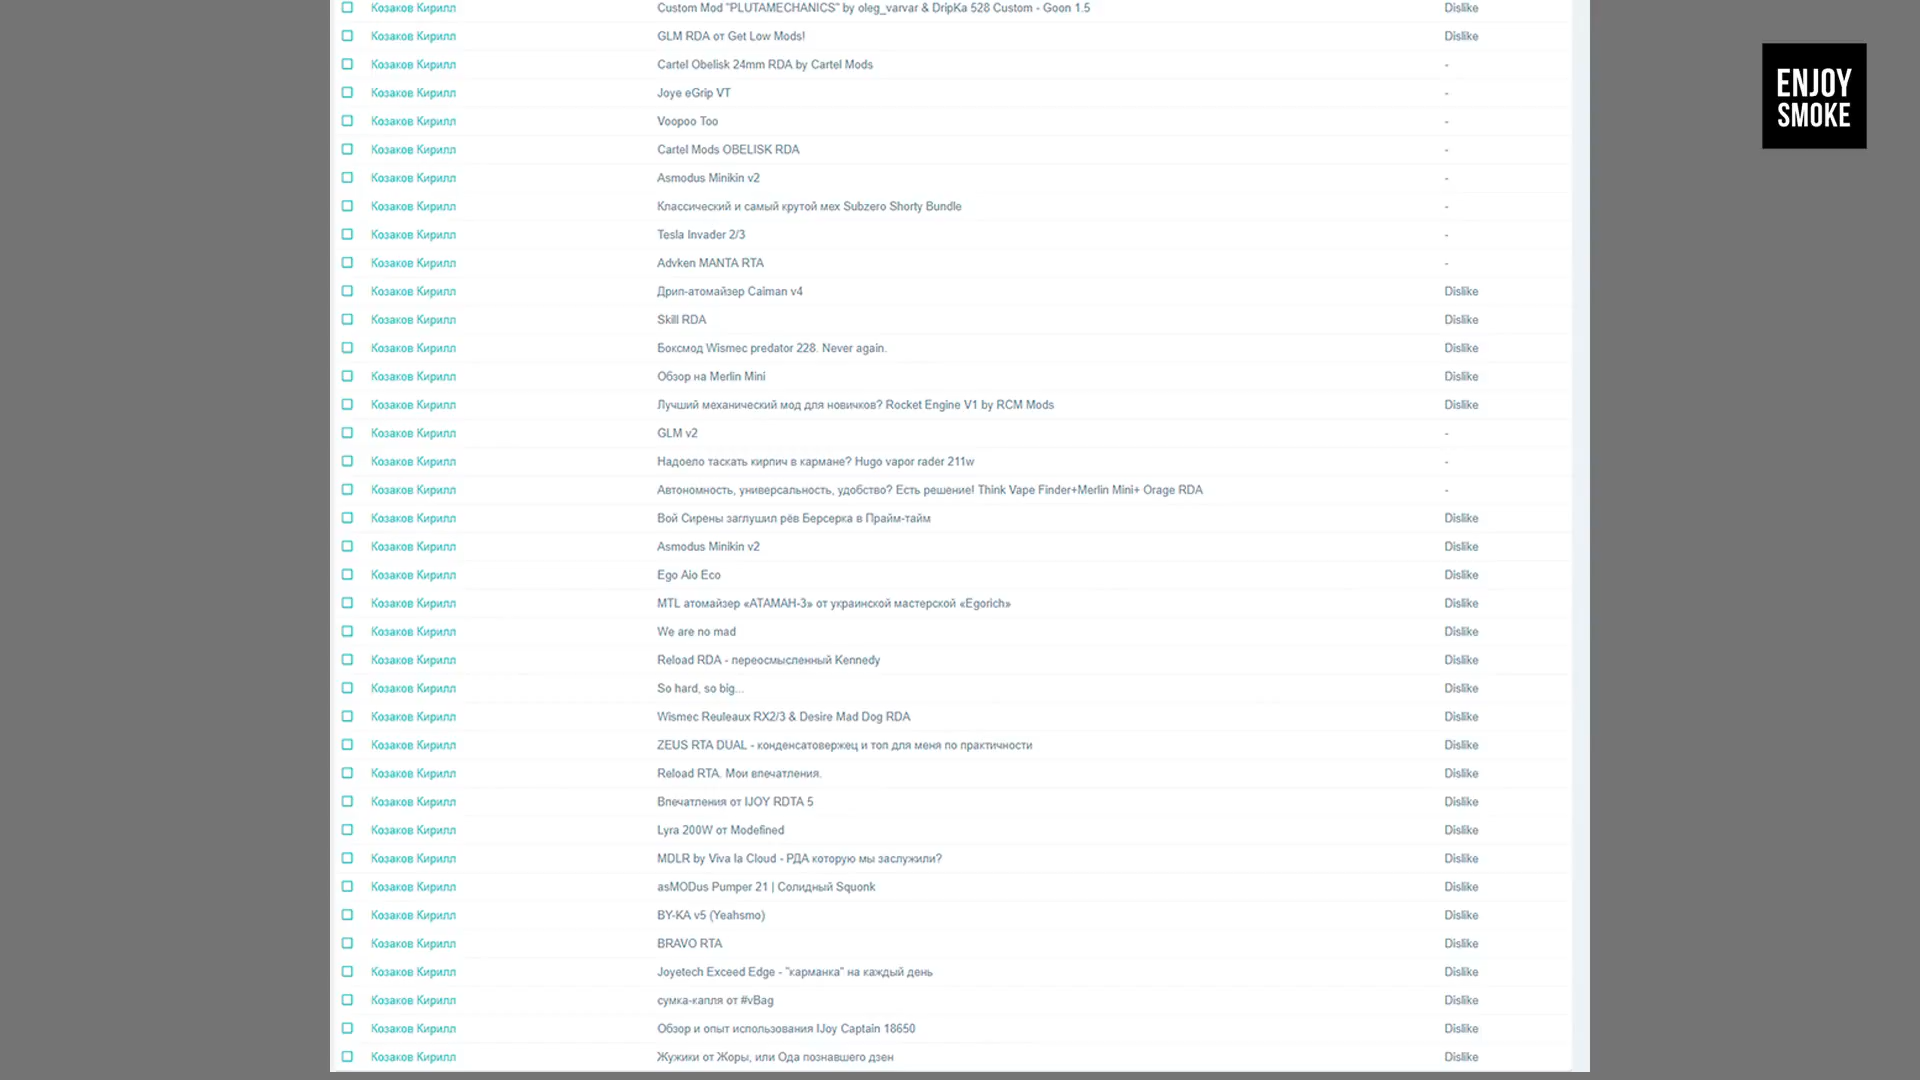 Козаков Кирилл Custom Mod "PLUTAMECHANICS" by oleg_varvar & DripKa 528 Custom - Goon 1.5 Dislike
Козаков Кирилл GLM RDA от Get Low Mods! Dislike
Козаков Кирилл Cartel Obelisk 24mm RDA by Cartel Mods -
Козаков Кирилл Joye eGrip VT -
Козаков Кирилл Voopoo Too -
Козаков Кирилл Cartel Mods OBELISK RDA -
Козаков Кирилл Asmodus Minikin v2 -
Козаков Кирилл Классический и самый крутой мех Subzero Shorty Bundle -
Козаков Кирилл Tesla Invader 2/3 -
Козаков Кирилл Advken MANTA RTA -
Козаков Кирилл Дрип-атомайзер Caiman v4 Dislike
Козаков Кирилл Skill RDA Dislike
Козаков Кирилл Боксмод Wismec predator 228. Never again. Dislike
Козаков Кирилл Обзор на Merlin Mini Dislike
Козаков Кирилл Лучший механический мод для новичков? Rocket Engine V1 by RCM Mods Dislike
Козаков Кирилл GLM v2 -
Козаков Кирилл Надоело таскать кирпич в кармане? Hugo vapor rader 211w -
Козаков Кирилл Автономность, универсальность, удобство? Есть решение! Think Vape Finder+Merlin Mini+ Orage RDA -
Козаков Кирилл Вой Сирены заглушил рёв Берсерка в Прайм-тайм Dislike
Козаков Кирилл Asmodus Minikin v2 Dislike
Козаков Кирилл Ego Aio Eco Dislike
Козаков Кирилл MTL атомайзер «АТАМАН-3» от украинской мастерской «Egorich» Dislike
Козаков Кирилл We are no mad Dislike
Козаков Кирилл Reload RDA - переосмысленный Kennedy Dislike
Козаков Кирилл So hard, so big... Dislike
Козаков Кирилл Wismec Reuleaux RX2/3 & Desire Mad Dog RDA Dislike
Козаков Кирилл ZEUS RTA DUAL - конденсатовержец и топ для меня по практичности Dislike
Козаков Кирилл Reload RTA. Мои впечатления. Dislike
Козаков Кирилл Впечатления от IJOY RDTA 5 Dislike
Козаков Кирилл Lyra 200W от Modefined Dislike
Козаков Кирилл MDLR by Viva la Cloud - РДА которую мы заслужили? Dislike
Козаков Кирилл asMODus Pumper 21 | Солидный Squonk Dislike
Козаков Кирилл BY-KA v5 (Yeahsmo) Dislike
Козаков Кирилл BRAVO RTA Dislike
Козаков Кирилл Joyetech Exceed Edge - "карманка" на каждый день Dislike
Козаков Кирилл сумка-капля от #vBag Dislike
Козаков Кирилл Обзор и опыт использования IJoy Captain 18650 Dislike
Козаков Кирилл Жужики от Жоры, или Ода познавшего дзен Dislike
ENJOY
SMOKE